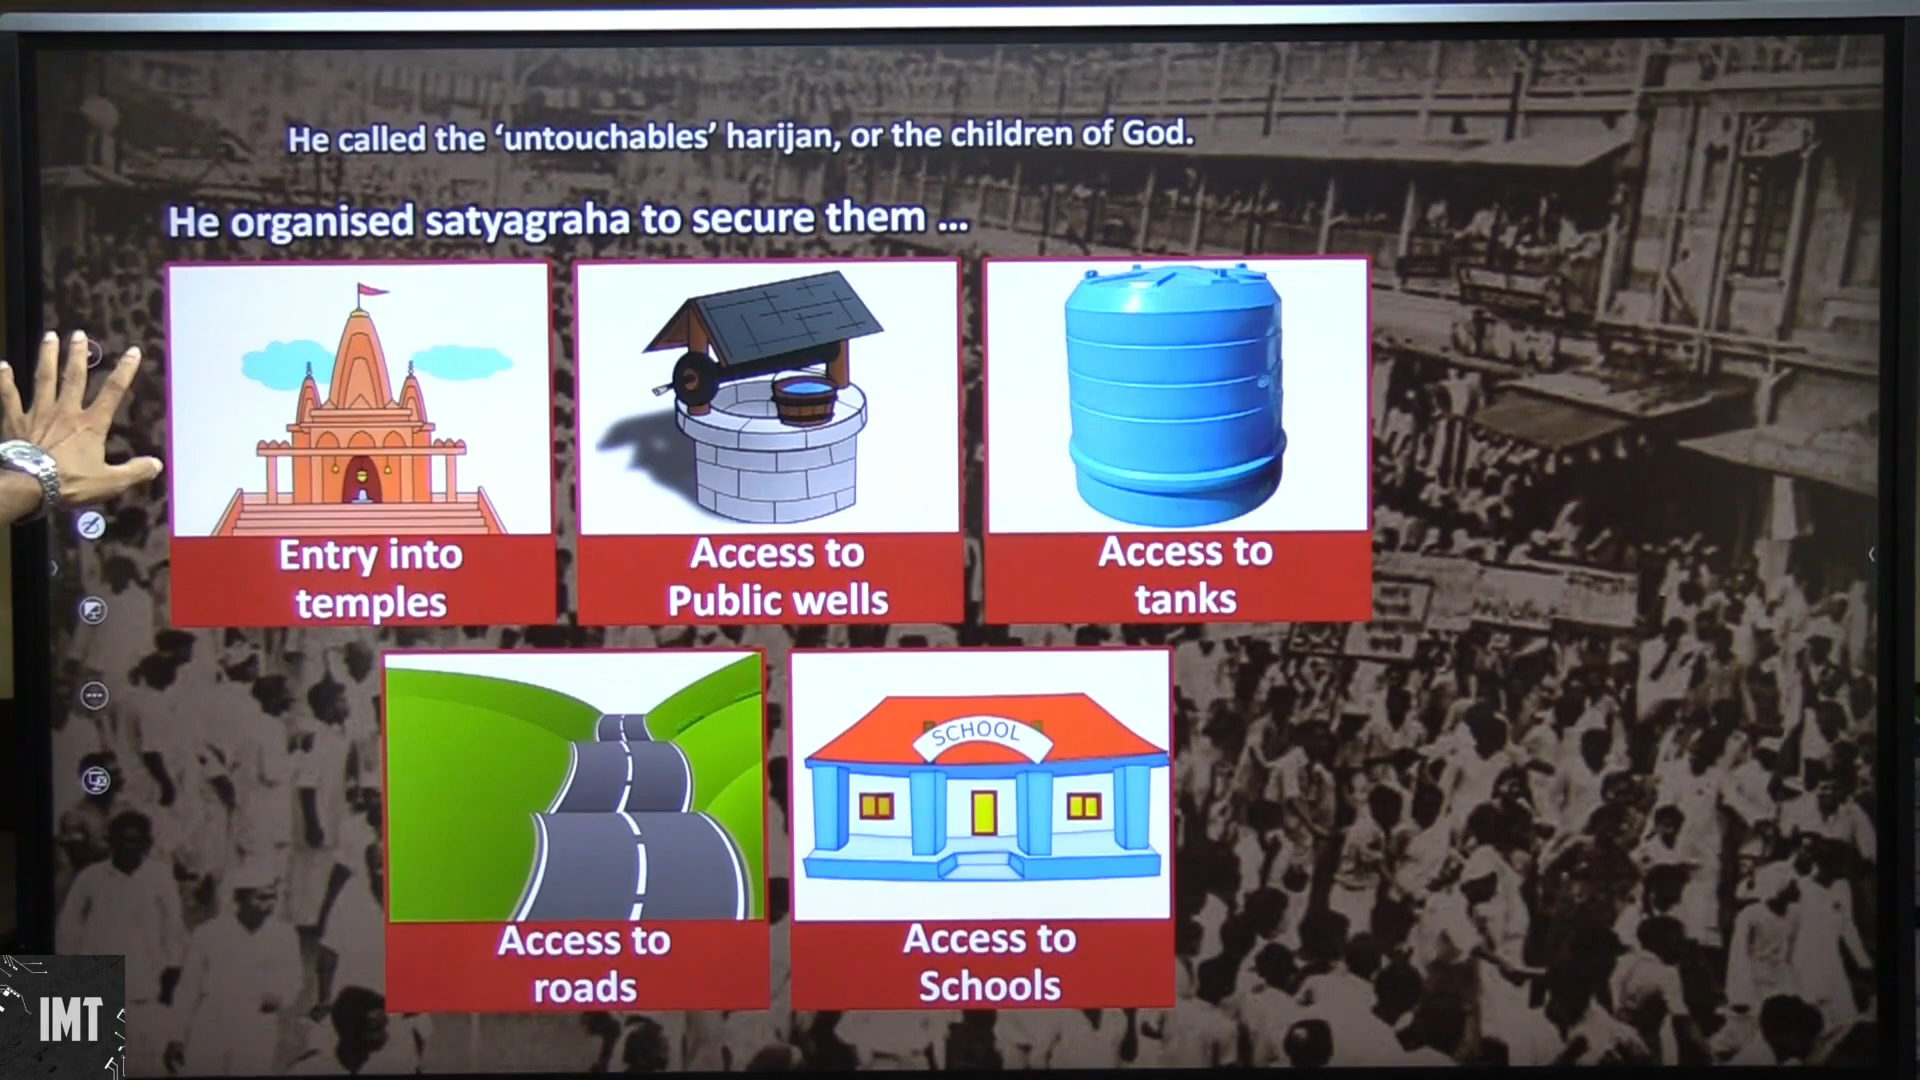 He called the ‘untouchables’ harijan, or the children of God.
He organised satyagraha to secure them ...
Entry into
temples
Access to
Public wells
Access to
tanks
SCHOOL
Access to
roads
Access to
Schools
IMT